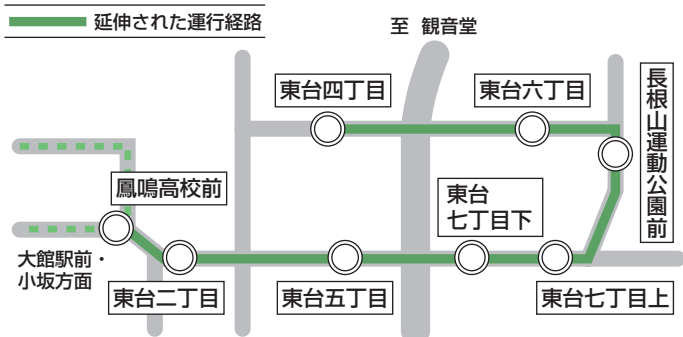 延伸された運行経路
至 観音堂
東台四丁目
東台六丁目
長根山運動公園前
鳳鳴高校前
東台
七丁目下
大館駅前・
小坂方面
東台二丁目
東台五丁目
東台七丁目上